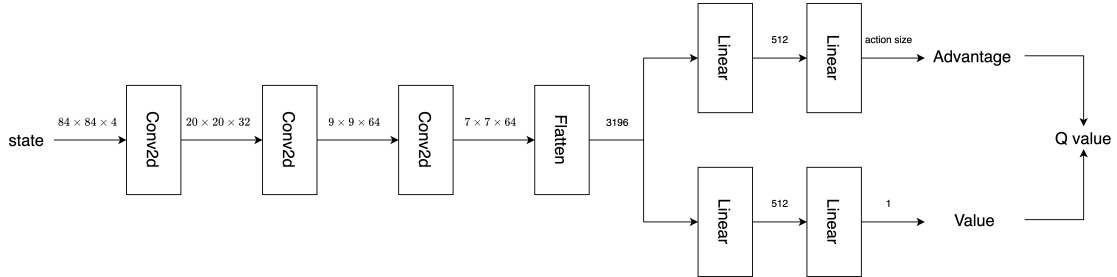 state
84 × 84 × 4
Conv2d
20 × 20 × 32
Conv2d
9 × 9 × 64
Conv2d
7 × 7 × 64
Flatten
3196
Linear
512
Linear
action size
Advantage
Linear
512
Linear
1
Value
Q value